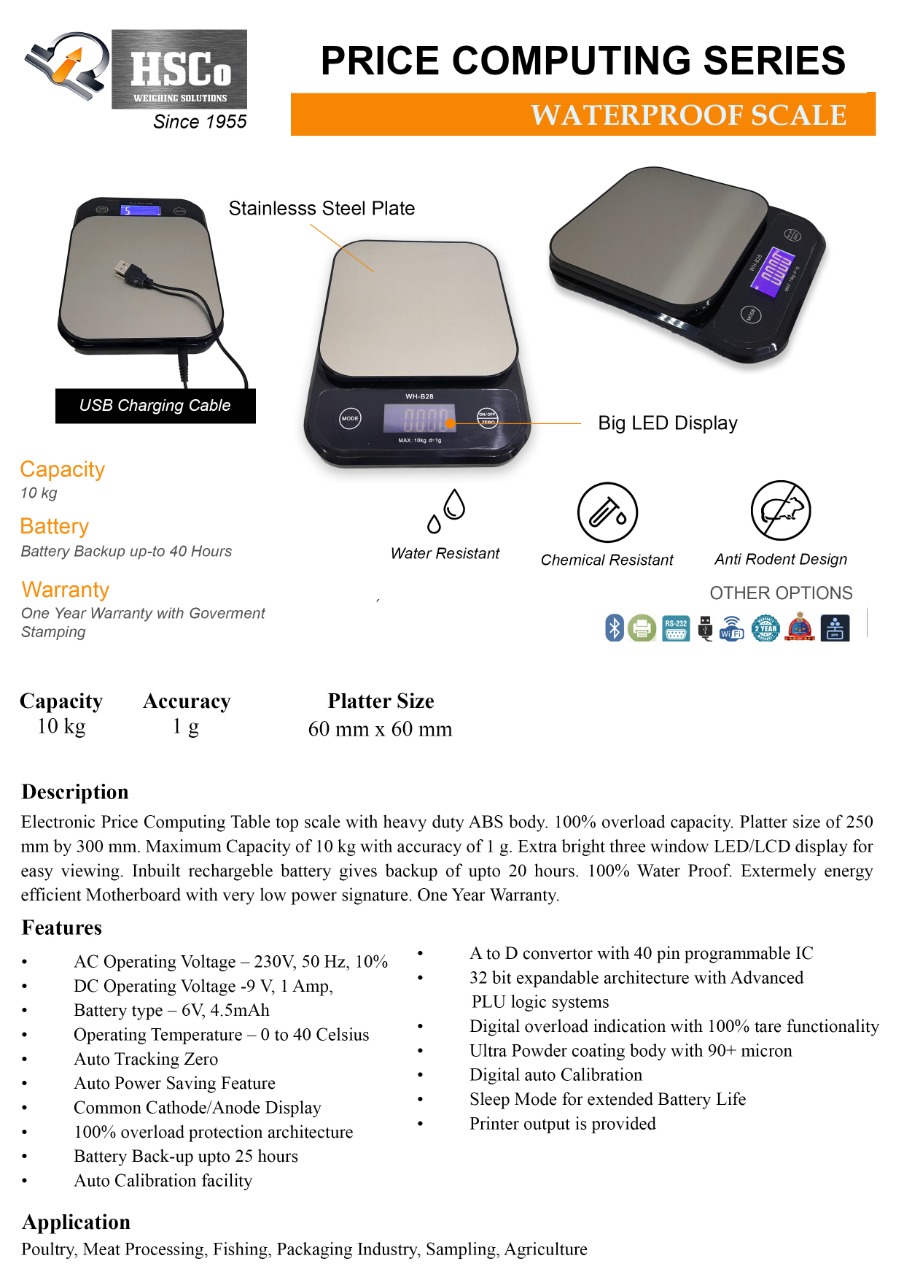 HSCo
WEIGHING SOLUTIONS
Since 1955
PRICE COMPUTING SERIES
WATERPROOF SCALE
Stainlesss Steel Plate
USB Charging Cable
WH-B28
MODE
0.000
ON/OFF
ZERO
MAX :10kg d=1g
WH-B28
0.000
MODE
Big LED Display
Capacity
10 kg
Battery
Battery Backup up-to 40 Hours
Warranty
One Year Warranty with Goverment
Stamping
Water Resistant
Chemical Resistant
Anti Rodent Design
OTHER OPTIONS
RS-232
WiFi
2 YEAR
Capacity Accuracy Platter Size
10 kg 1 g 60 mm x 60 mm
Description
Electronic Price Computing Table top scale with heavy duty ABS body. 100% overload capacity. Platter size of 250
mm by 300 mm. Maximum Capacity of 10 kg with accuracy of 1 g. Extra bright three window LED/LCD display for
easy viewing. Inbuilt rechargeble battery gives backup of upto 20 hours. 100% Water Proof. Extermely energy
efficient Motherboard with very low power signature. One Year Warranty.
Features
• AC Operating Voltage – 230V, 50 Hz, 10%
• DC Operating Voltage -9 V, 1 Amp,
• Battery type – 6V, 4.5mAh
• Operating Temperature – 0 to 40 Celsius
• Auto Tracking Zero
• Auto Power Saving Feature
• Common Cathode/Anode Display
• 100% overload protection architecture
• Battery Back-up upto 25 hours
• Auto Calibration facility
• A to D convertor with 40 pin programmable IC
• 32 bit expandable architecture with Advanced
PLU logic systems
• Digital overload indication with 100% tare functionality
• Ultra Powder coating body with 90+ micron
• Digital auto Calibration
• Sleep Mode for extended Battery Life
• Printer output is provided
Application
Poultry, Meat Processing, Fishing, Packaging Industry, Sampling, Agriculture